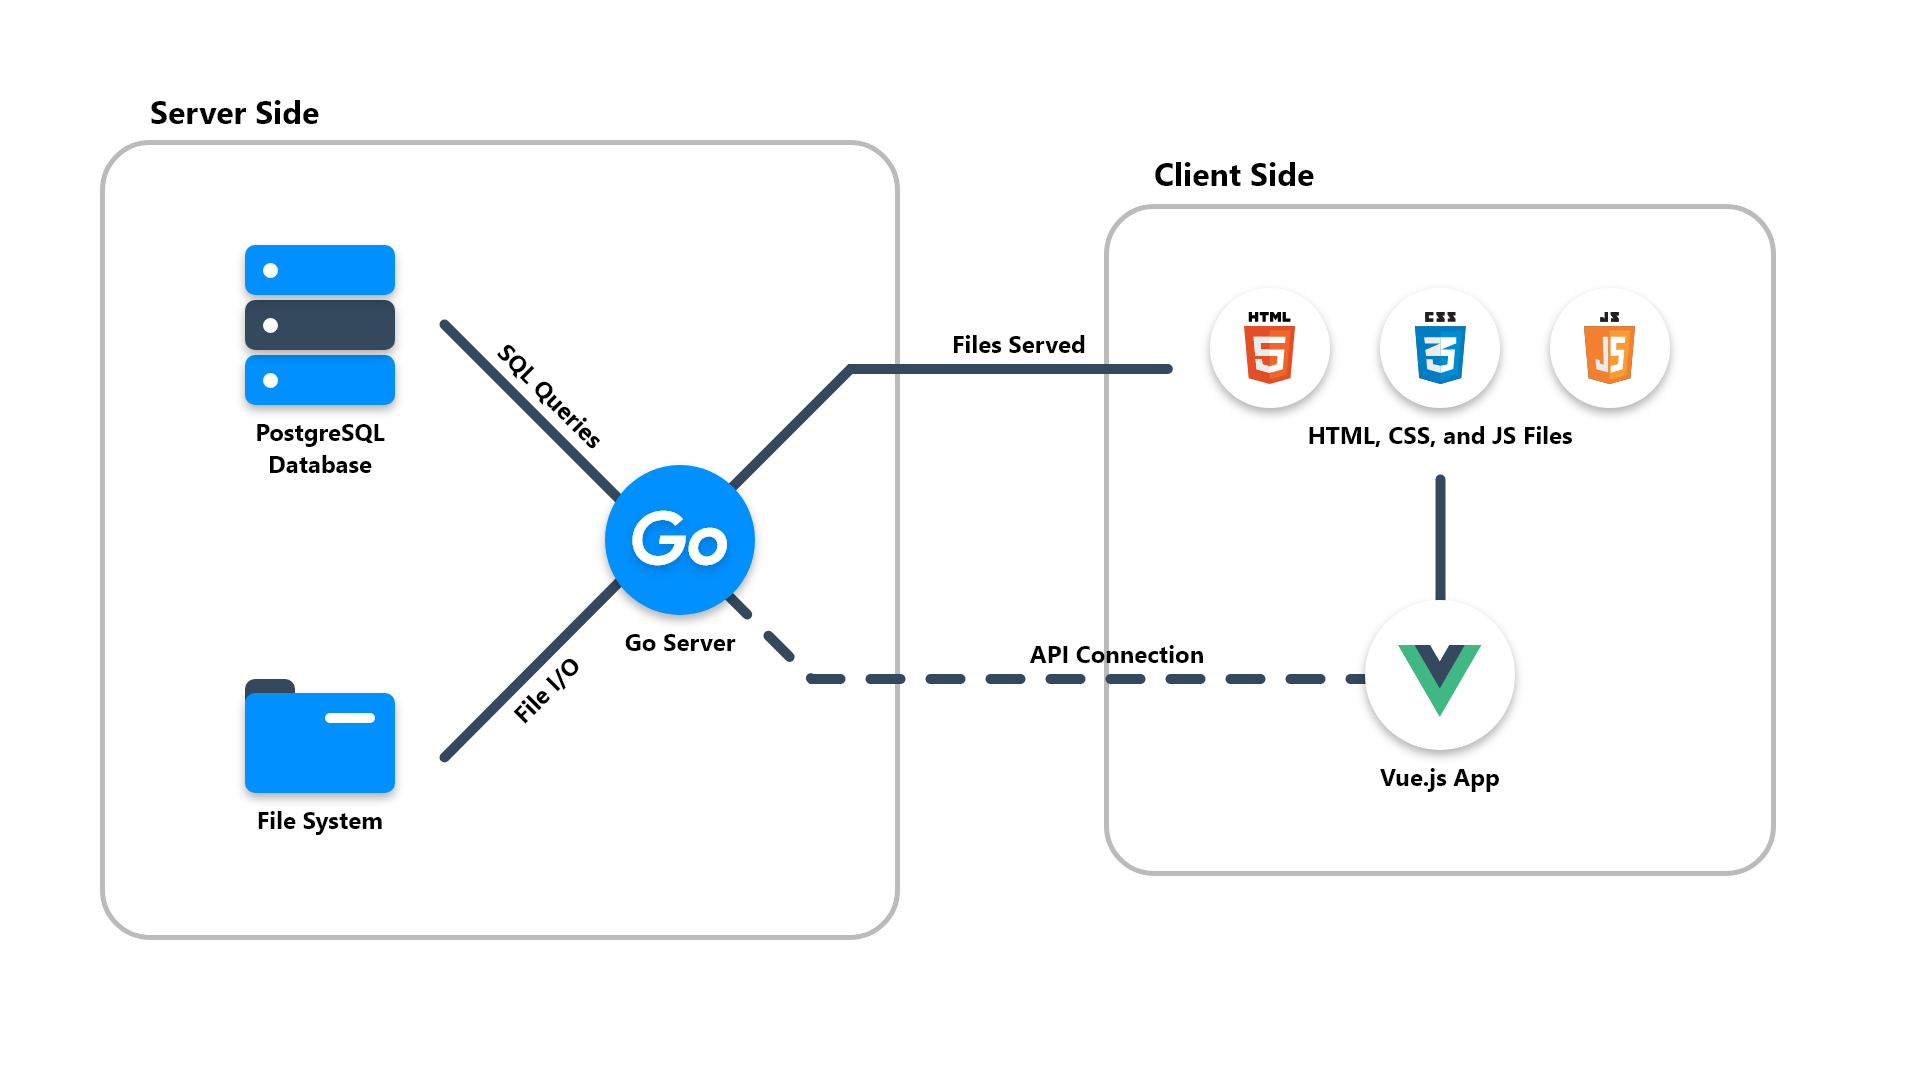 Server Side
Client Side
HTML
CSS
JS
5
3
JS
Files Served
SQL Queries
PostgreSQL
Database
HTML, CSS, and JS Files
Go
Go Server
API Connection
File I/O
Vue.js App
File System